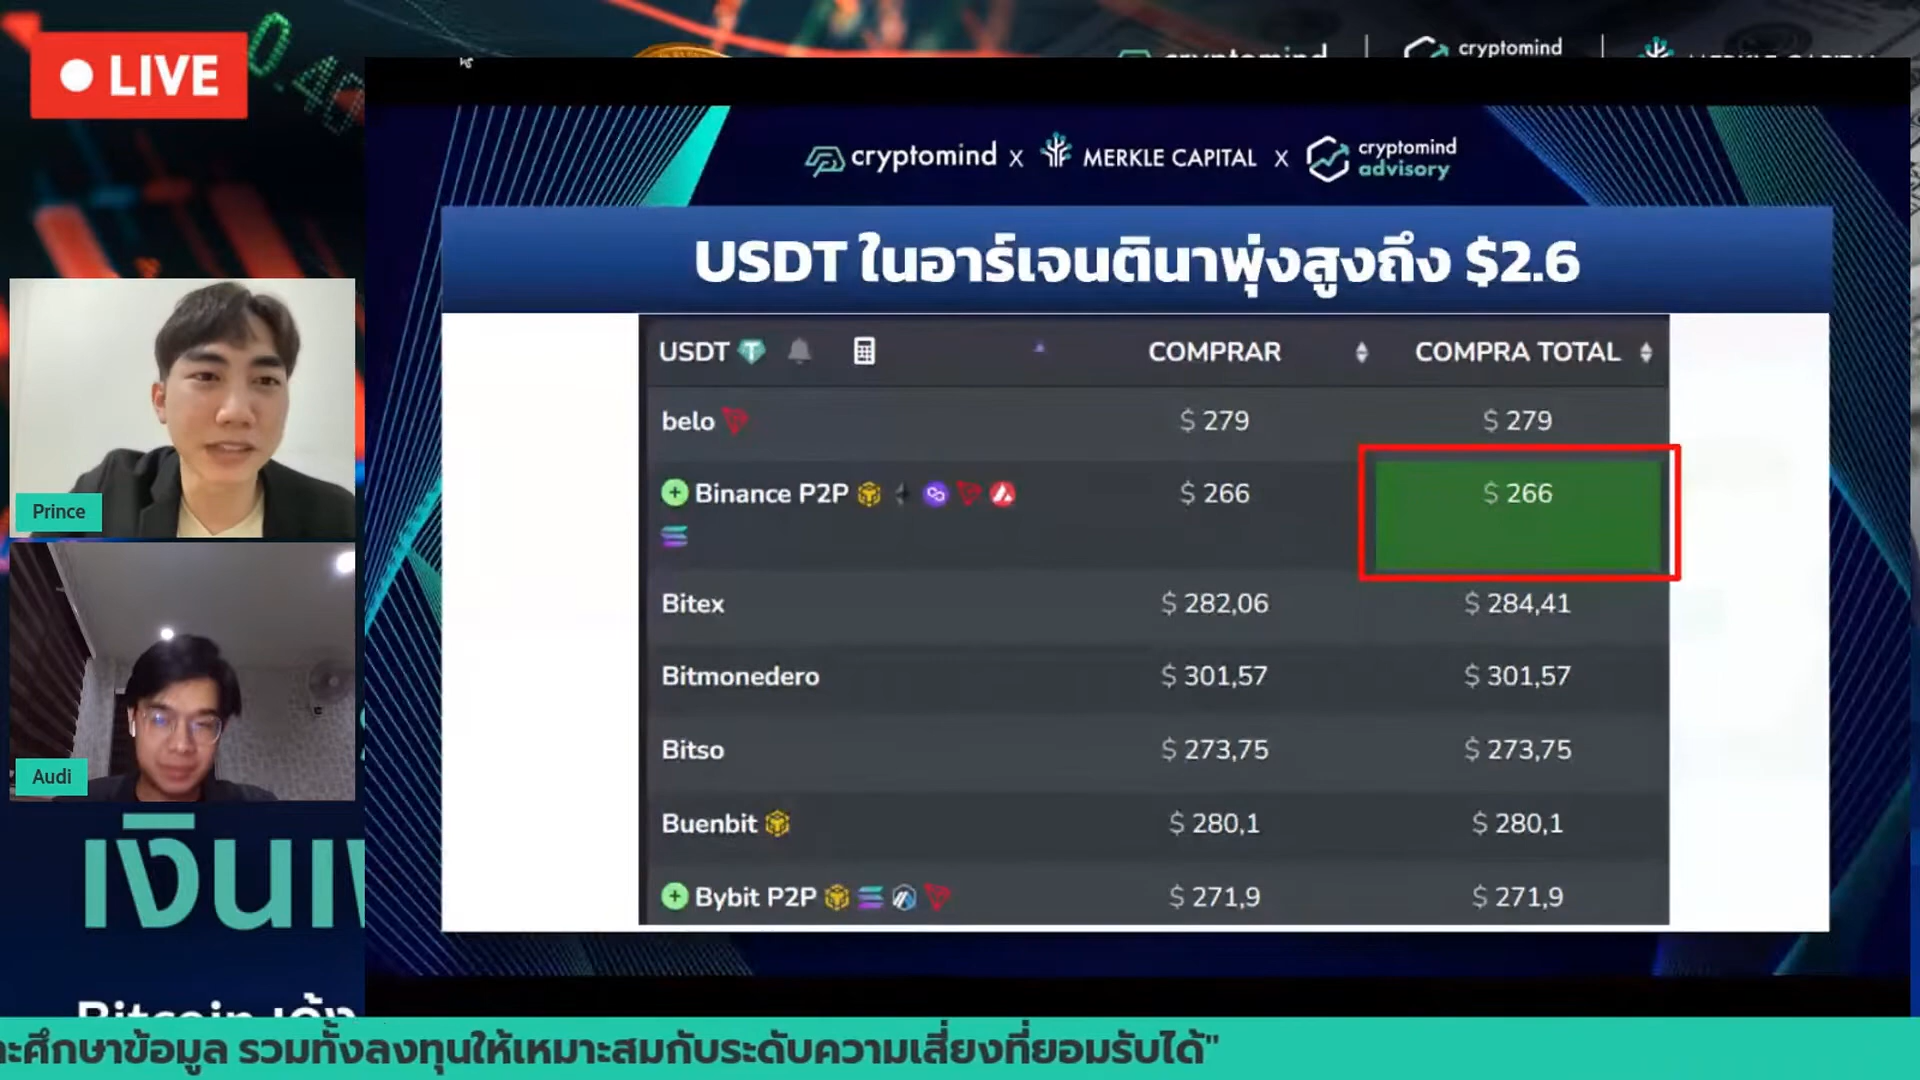 LIVE
cryptomind
cryptomind x MERKLE CAPITAL x cryptomind advisory
USDT ในอาร์เจนตินาพุ่งสูงถึง $2.6
USDT COMPRAR COMPRA TOTAL
belo $ 279 $ 279
Binance P2P $ 266 $ 266
Bitex $ 282,06 $ 284,41
Bitmonedero $ 301,57 $ 301,57
Bitso $ 273,75 $ 273,75
Buenbit $ 280,1 $ 280,1
Bybit P2P $ 271,9 $ 271,9
Prince
Audi
Bitcoin
ะศึกษาข้อมูล รวมทั้งลงทุนให้เหมาะสมกับระดับความเสี่ยงที่ยอมรับได้"